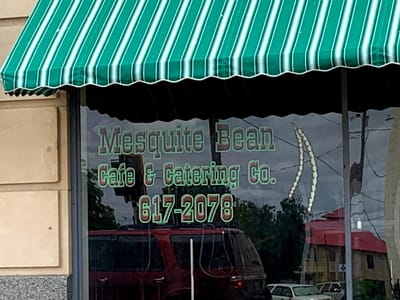 Mesquite Bean
Cafe & Catering Co.
617-2078